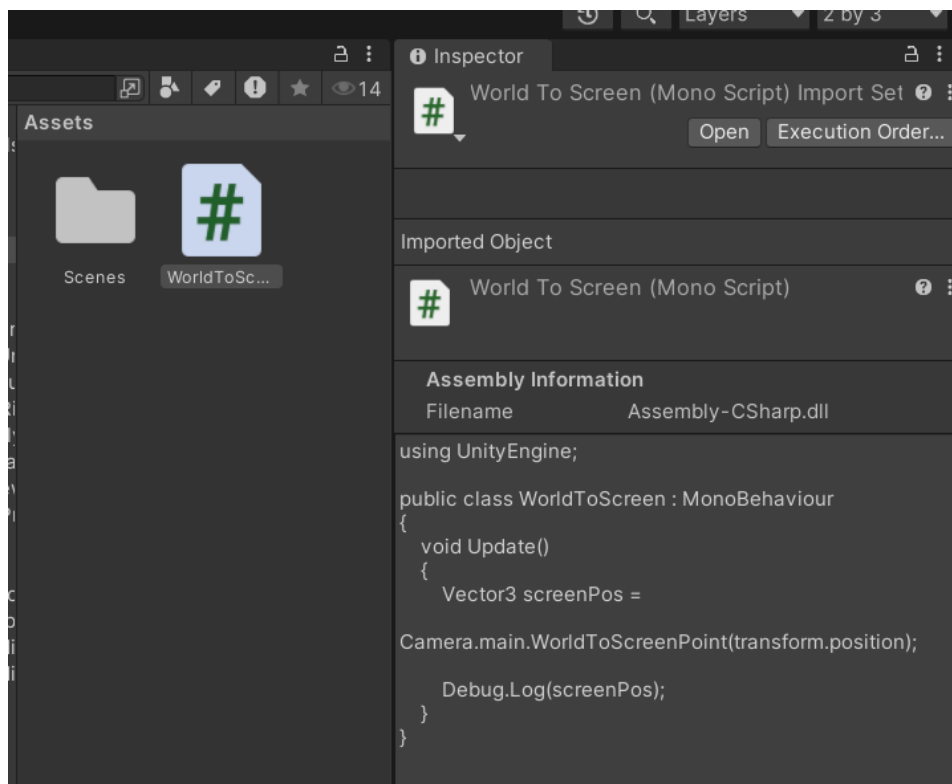 Layers
2 by 3
Inspector
14
World To Screen (Mono Script) Import Set
Open
Execution Order...
Assets
Imported Object
Scenes
WorldToSc...
World To Screen (Mono Script)
Assembly Information
Filename Assembly-CSharp.dll
using UnityEngine;
public class WorldToScreen : MonoBehaviour
{
void Update()
{
Vector3 screenPos =
Camera.main.WorldToScreenPoint(transform.position);
Debug.Log(screenPos);
}
}